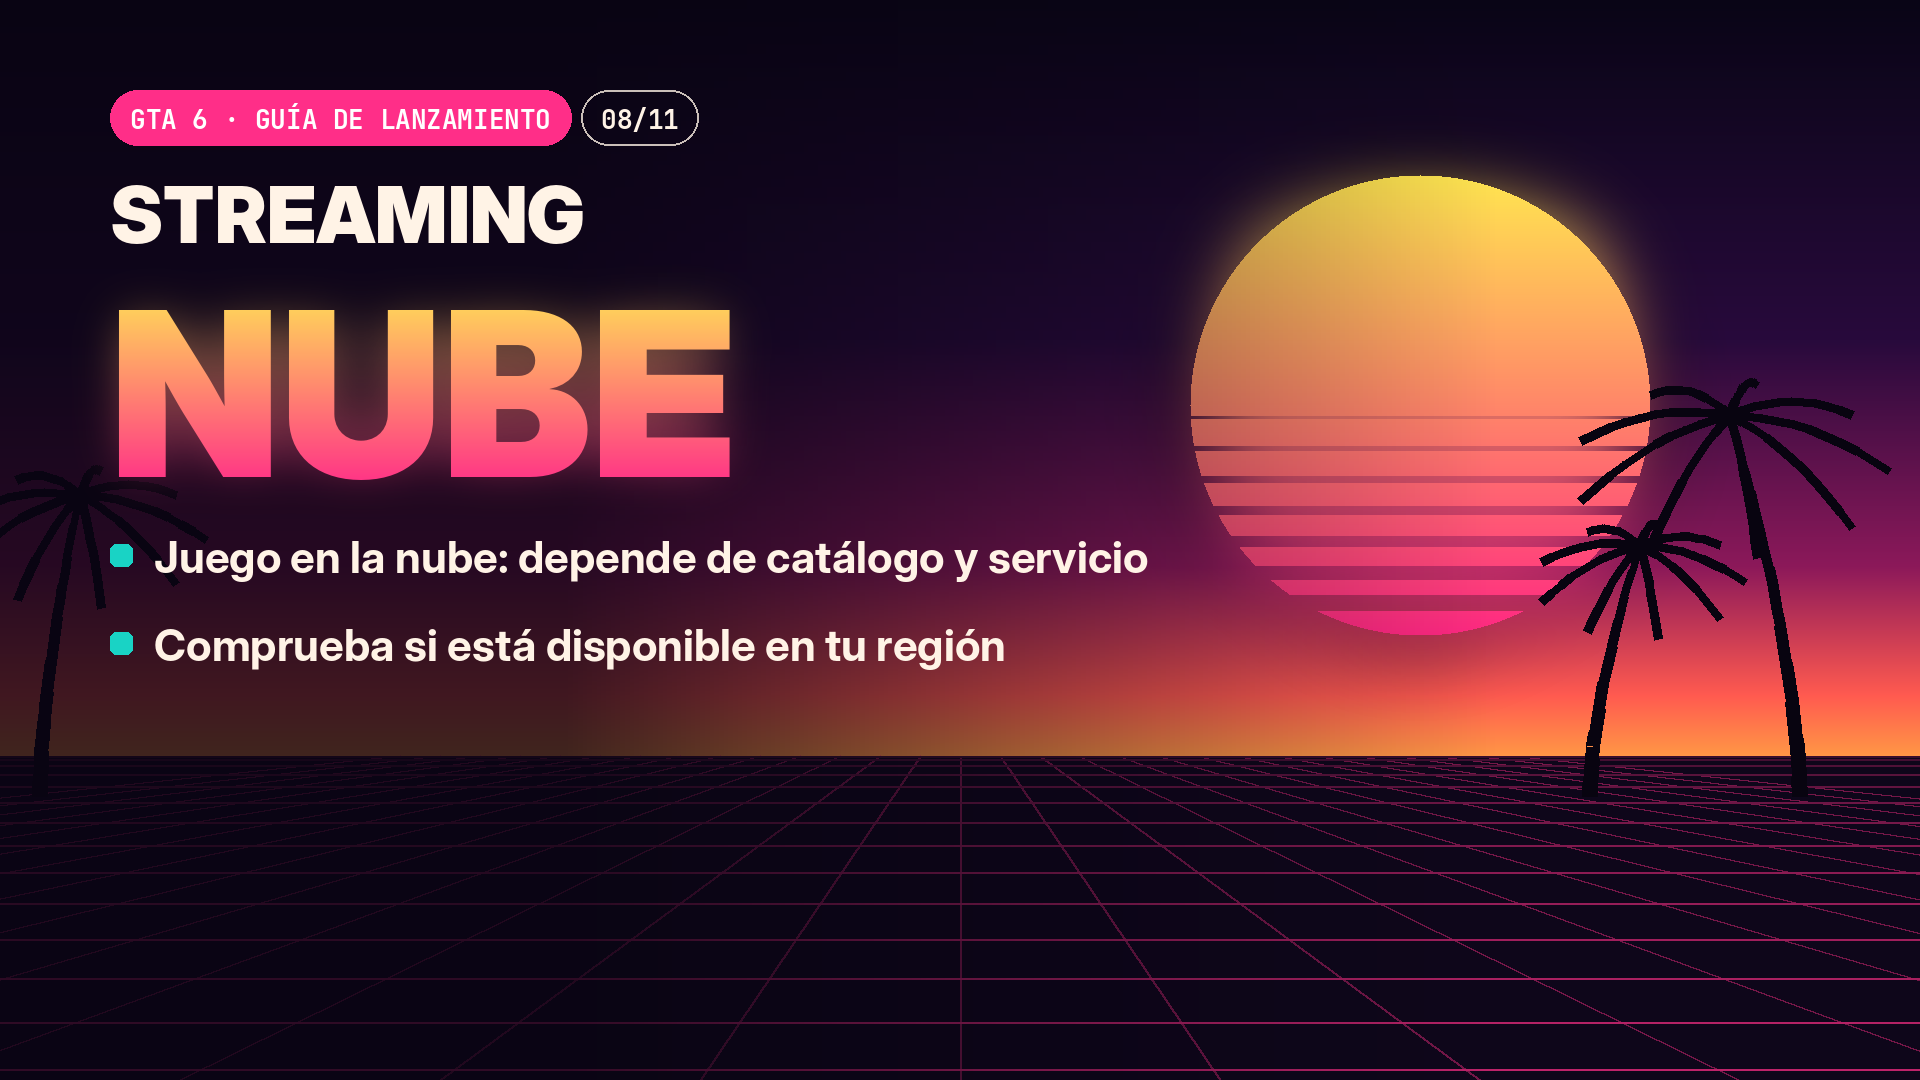 GTA 6 · GUÍA DE LANZAMIENTO 08/11
STREAMING
NUBE
Juego en la nube: depende de catálogo y servicio
Comprueba si está disponible en tu región